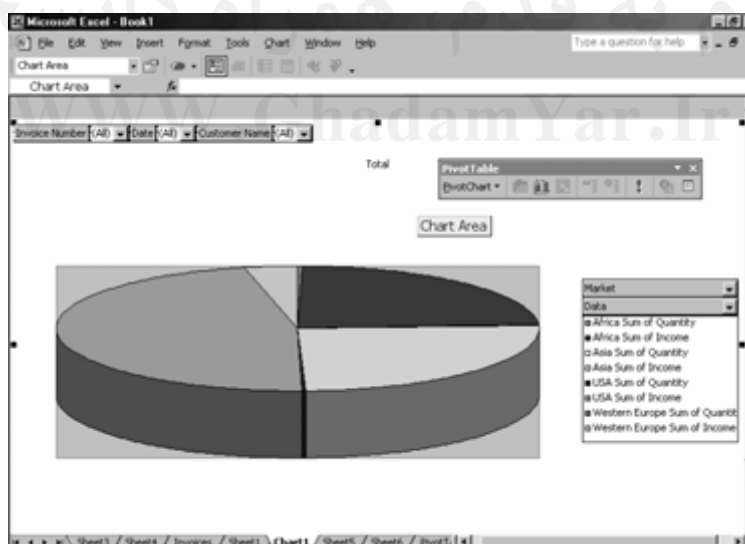 Microsoft Excel - Book1
File Edit View Insert Format Tools Chart Window Help
Type a question for help
Chart Area
Chart Area fx
WWW.GhadamYar.Ir
Invoice Number (All) Date (All) Customer Name (All)
Total
PivotTable
PivotChart
Chart Area
Market
Data
Africa Sum of Quantity
Africa Sum of Income
Asia Sum of Quantity
Asia Sum of Income
USA Sum of Quantity
USA Sum of Income
Western Europe Sum of Quantit
Western Europe Sum of Income
Sheet3 / Sheet4 / Invoices / Sheet1 \ Chart1 / Sheet5 / Sheet6 /